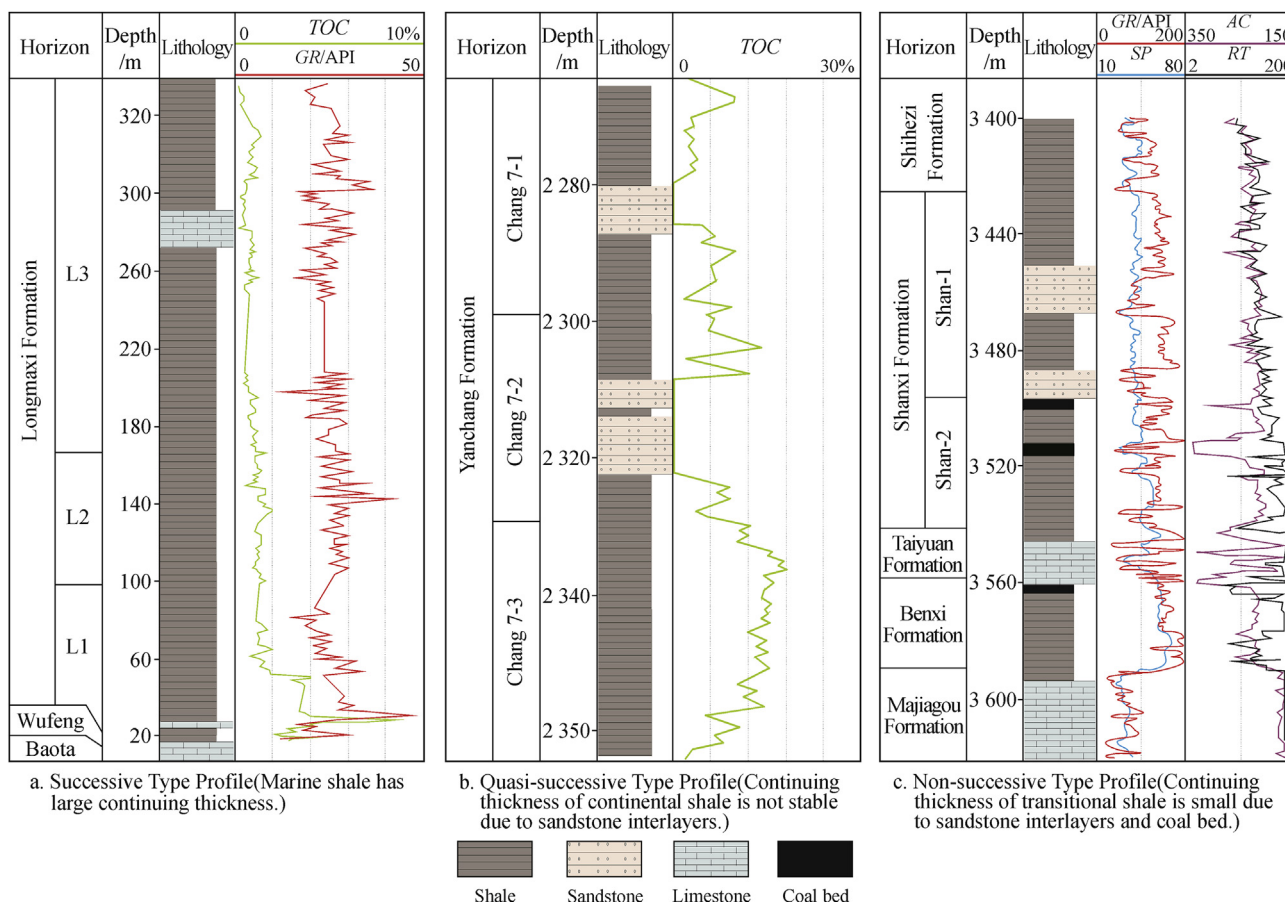 Horizon
Depth
/m
Lithology
0 TOC 10%
0 GR/API 50
Longmaxi Formation
L3
L2
L1
Wufeng
Baota
320
300
260
220
180
140
100
60
20
a. Successive Type Profile(Marine shale has
large continuing thickness.)
Horizon
Depth
/m
Lithology
TOC
0 30%
Yanchang Formation
Chang 7-1
Chang 7-2
Chang 7-3
2 280
2 300
2 320
2 340
2 350
b. Quasi-successive Type Profile(Continuing
thickness of continental shale is not stable
due to sandstone interlayers.)
Horizon
Depth
/m
Lithology
GR/API
0 200
SP
10 80
AC
350 150
RT
2 200
Shihezi
Formation
Shanxi Formation
Shan-1
Shan-2
Taiyuan
Formation
Benxi
Formation
Majiagou
Formation
3 400
3 440
3 480
3 520
3 560
3 600
c. Non-successive Type Profile(Continuing
thickness of transitional shale is small due
to sandstone interlayers and coal bed.)
Shale Sandstone Limestone Coal bed